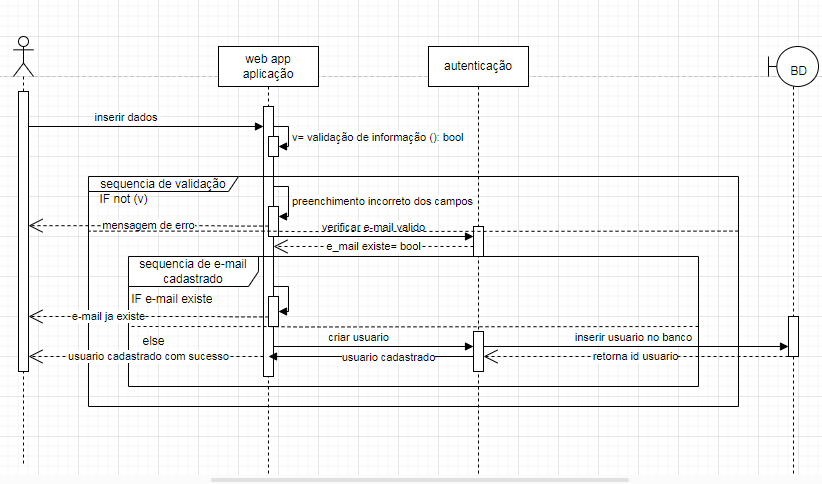 web app
aplicação
autenticação
BD
inserir dados
v= validação de informação (): bool
sequencia de validação
IF not (v)
preenchimento incorreto dos campos
mensagem de erro
verificar e-mail valido
e_mail existe= bool
sequencia de e-mail
cadastrado
IF e-mail existe
e-mail ja existe
else
criar usuario
inserir usuario no banco
usuario cadastrado com sucesso
usuario cadastrado
retorna id usuario